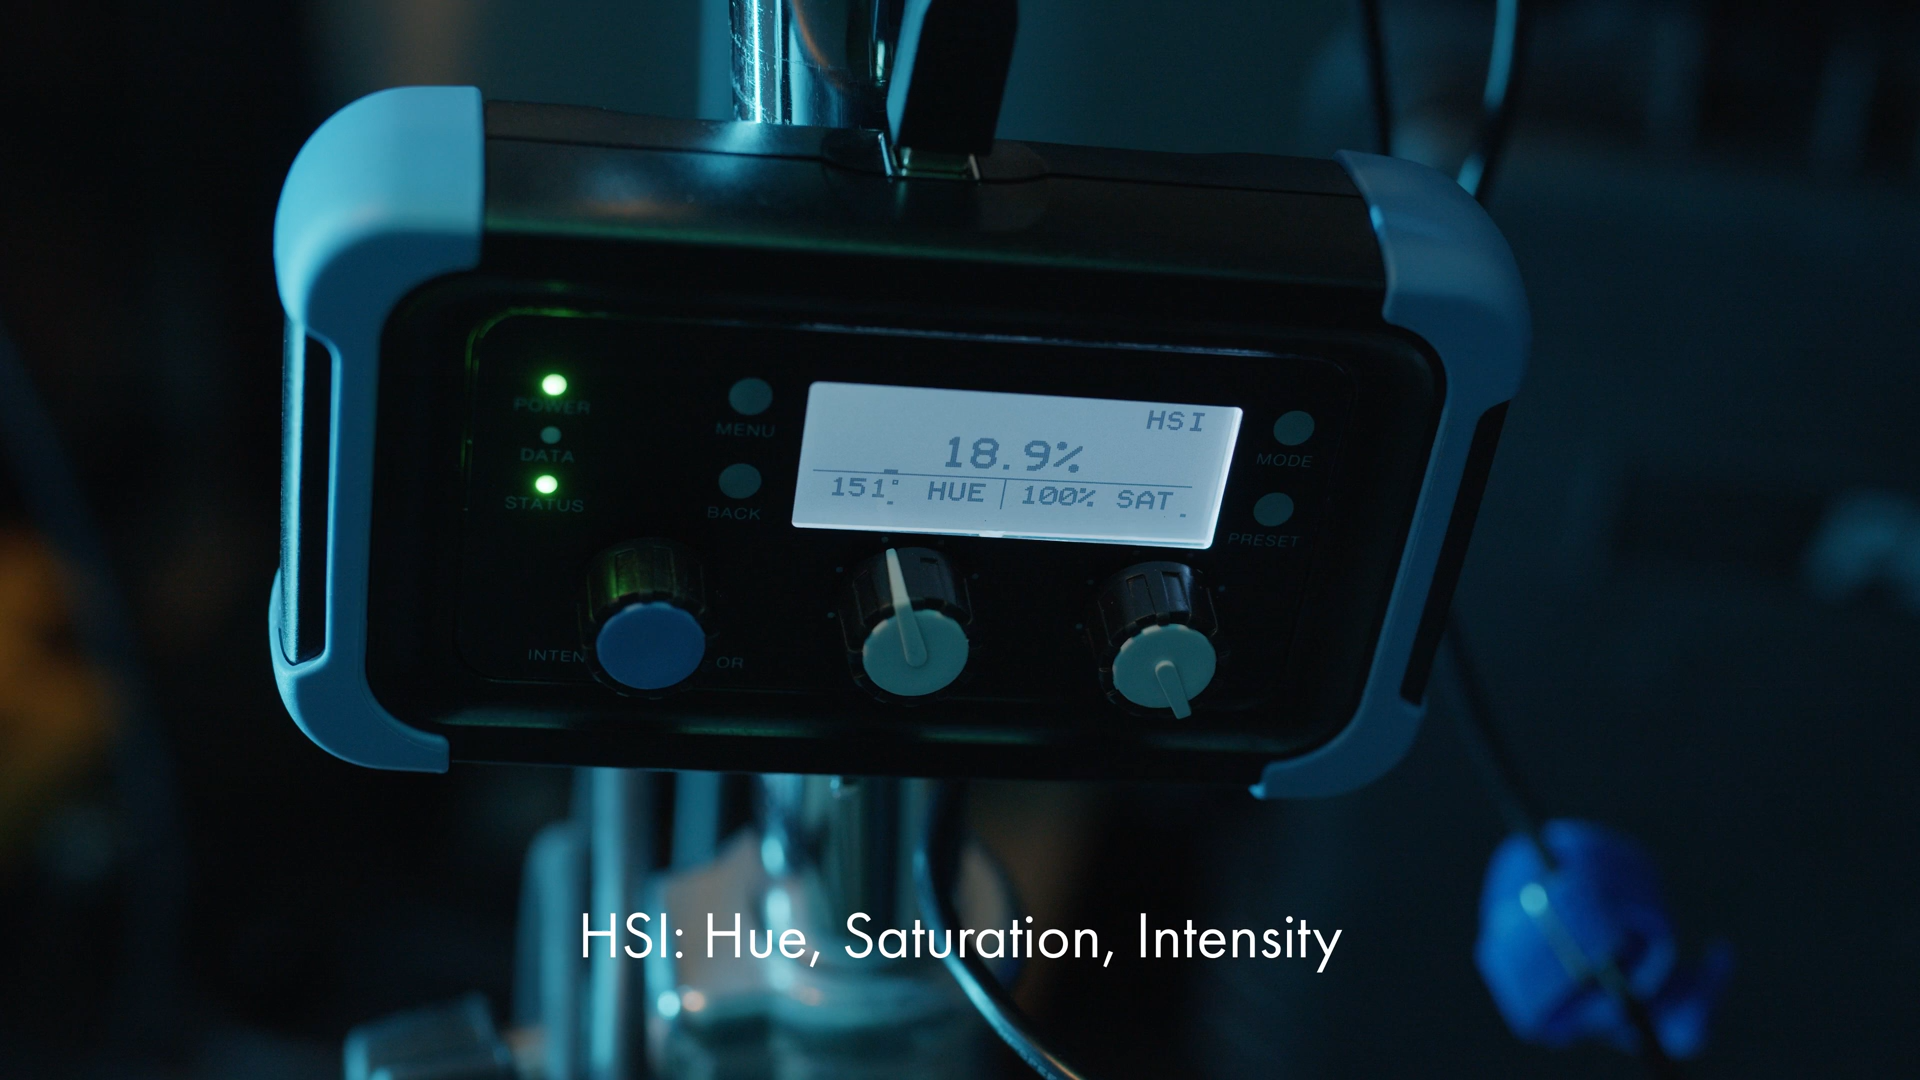 POWER
DATA
STATUS
MENU
BACK
HSI
18.9%
151° HUE | 100% SAT
MODE
PRESET
INTEN
OR
HSI: Hue, Saturation, Intensity